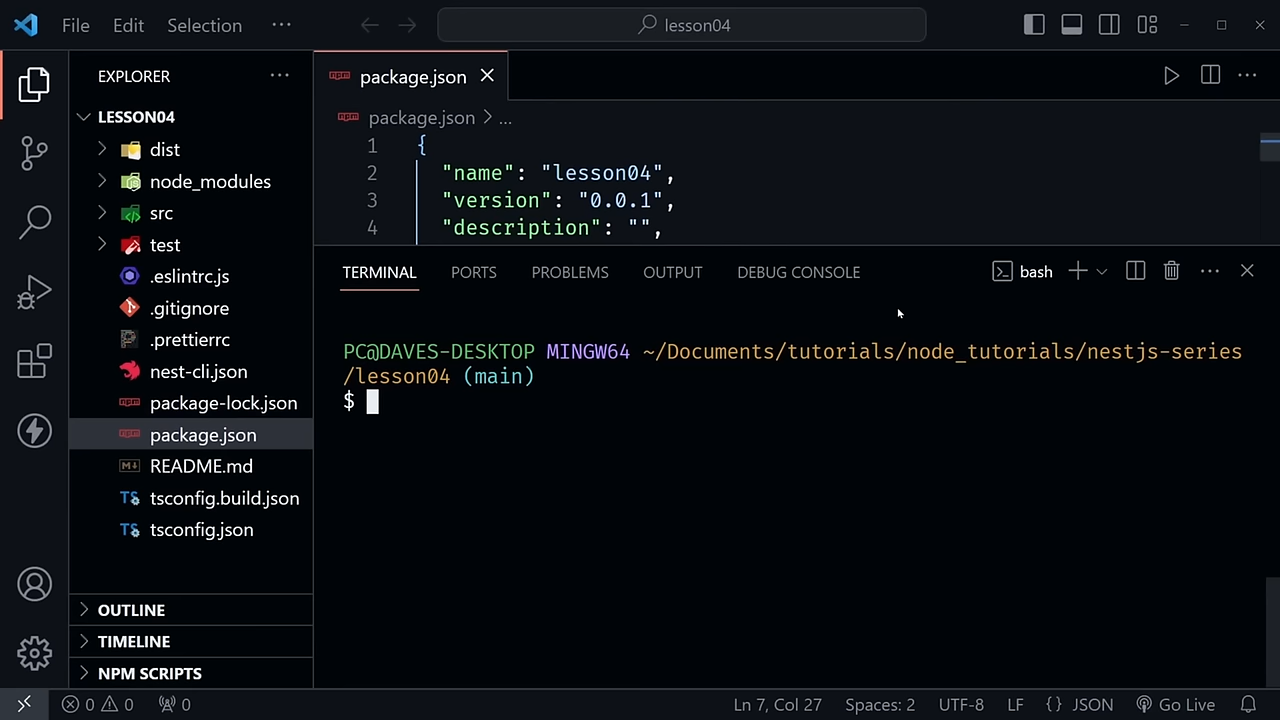 File Edit Selection ··· lesson04
EXPLORER ···
LESSON04
dist
node_modules
src
test
.eslintrc.js
.gitignore
.prettierrc
nest-cli.json
package-lock.json
package.json
README.md
tsconfig.build.json
tsconfig.json
OUTLINE
TIMELINE
NPM SCRIPTS
package.json
package.json > ...
1 {
2 "name": "lesson04",
3 "version": "0.0.1",
4 "description": "",
TERMINAL PORTS PROBLEMS OUTPUT DEBUG CONSOLE bash
PC@DAVES-DESKTOP MINGW64 ~/Documents/tutorials/node_tutorials/nestjs-series
/lesson04 (main)
$
0 0 0 Ln 7, Col 27 Spaces: 2 UTF-8 LF {} JSON Go Live